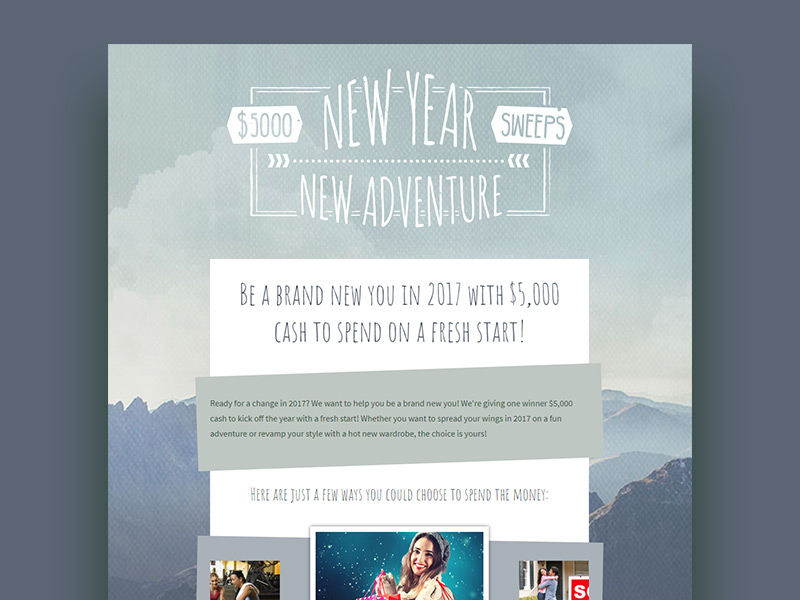 NEW YEAR
$5000
SWEEPS
NEW ADVENTURE
Be a brand new you in 2017 with $5,000
cash to spend on a fresh start!
Ready for a change in 2017? We want to help you be a brand new you! We're giving one winner $5,000
cash to kick off the year with a fresh start! Whether you want to spread your wings in 2017 on a fun
adventure or revamp your style with a hot new wardrobe, the choice is yours!
Here are just a few ways you could choose to spend the money: